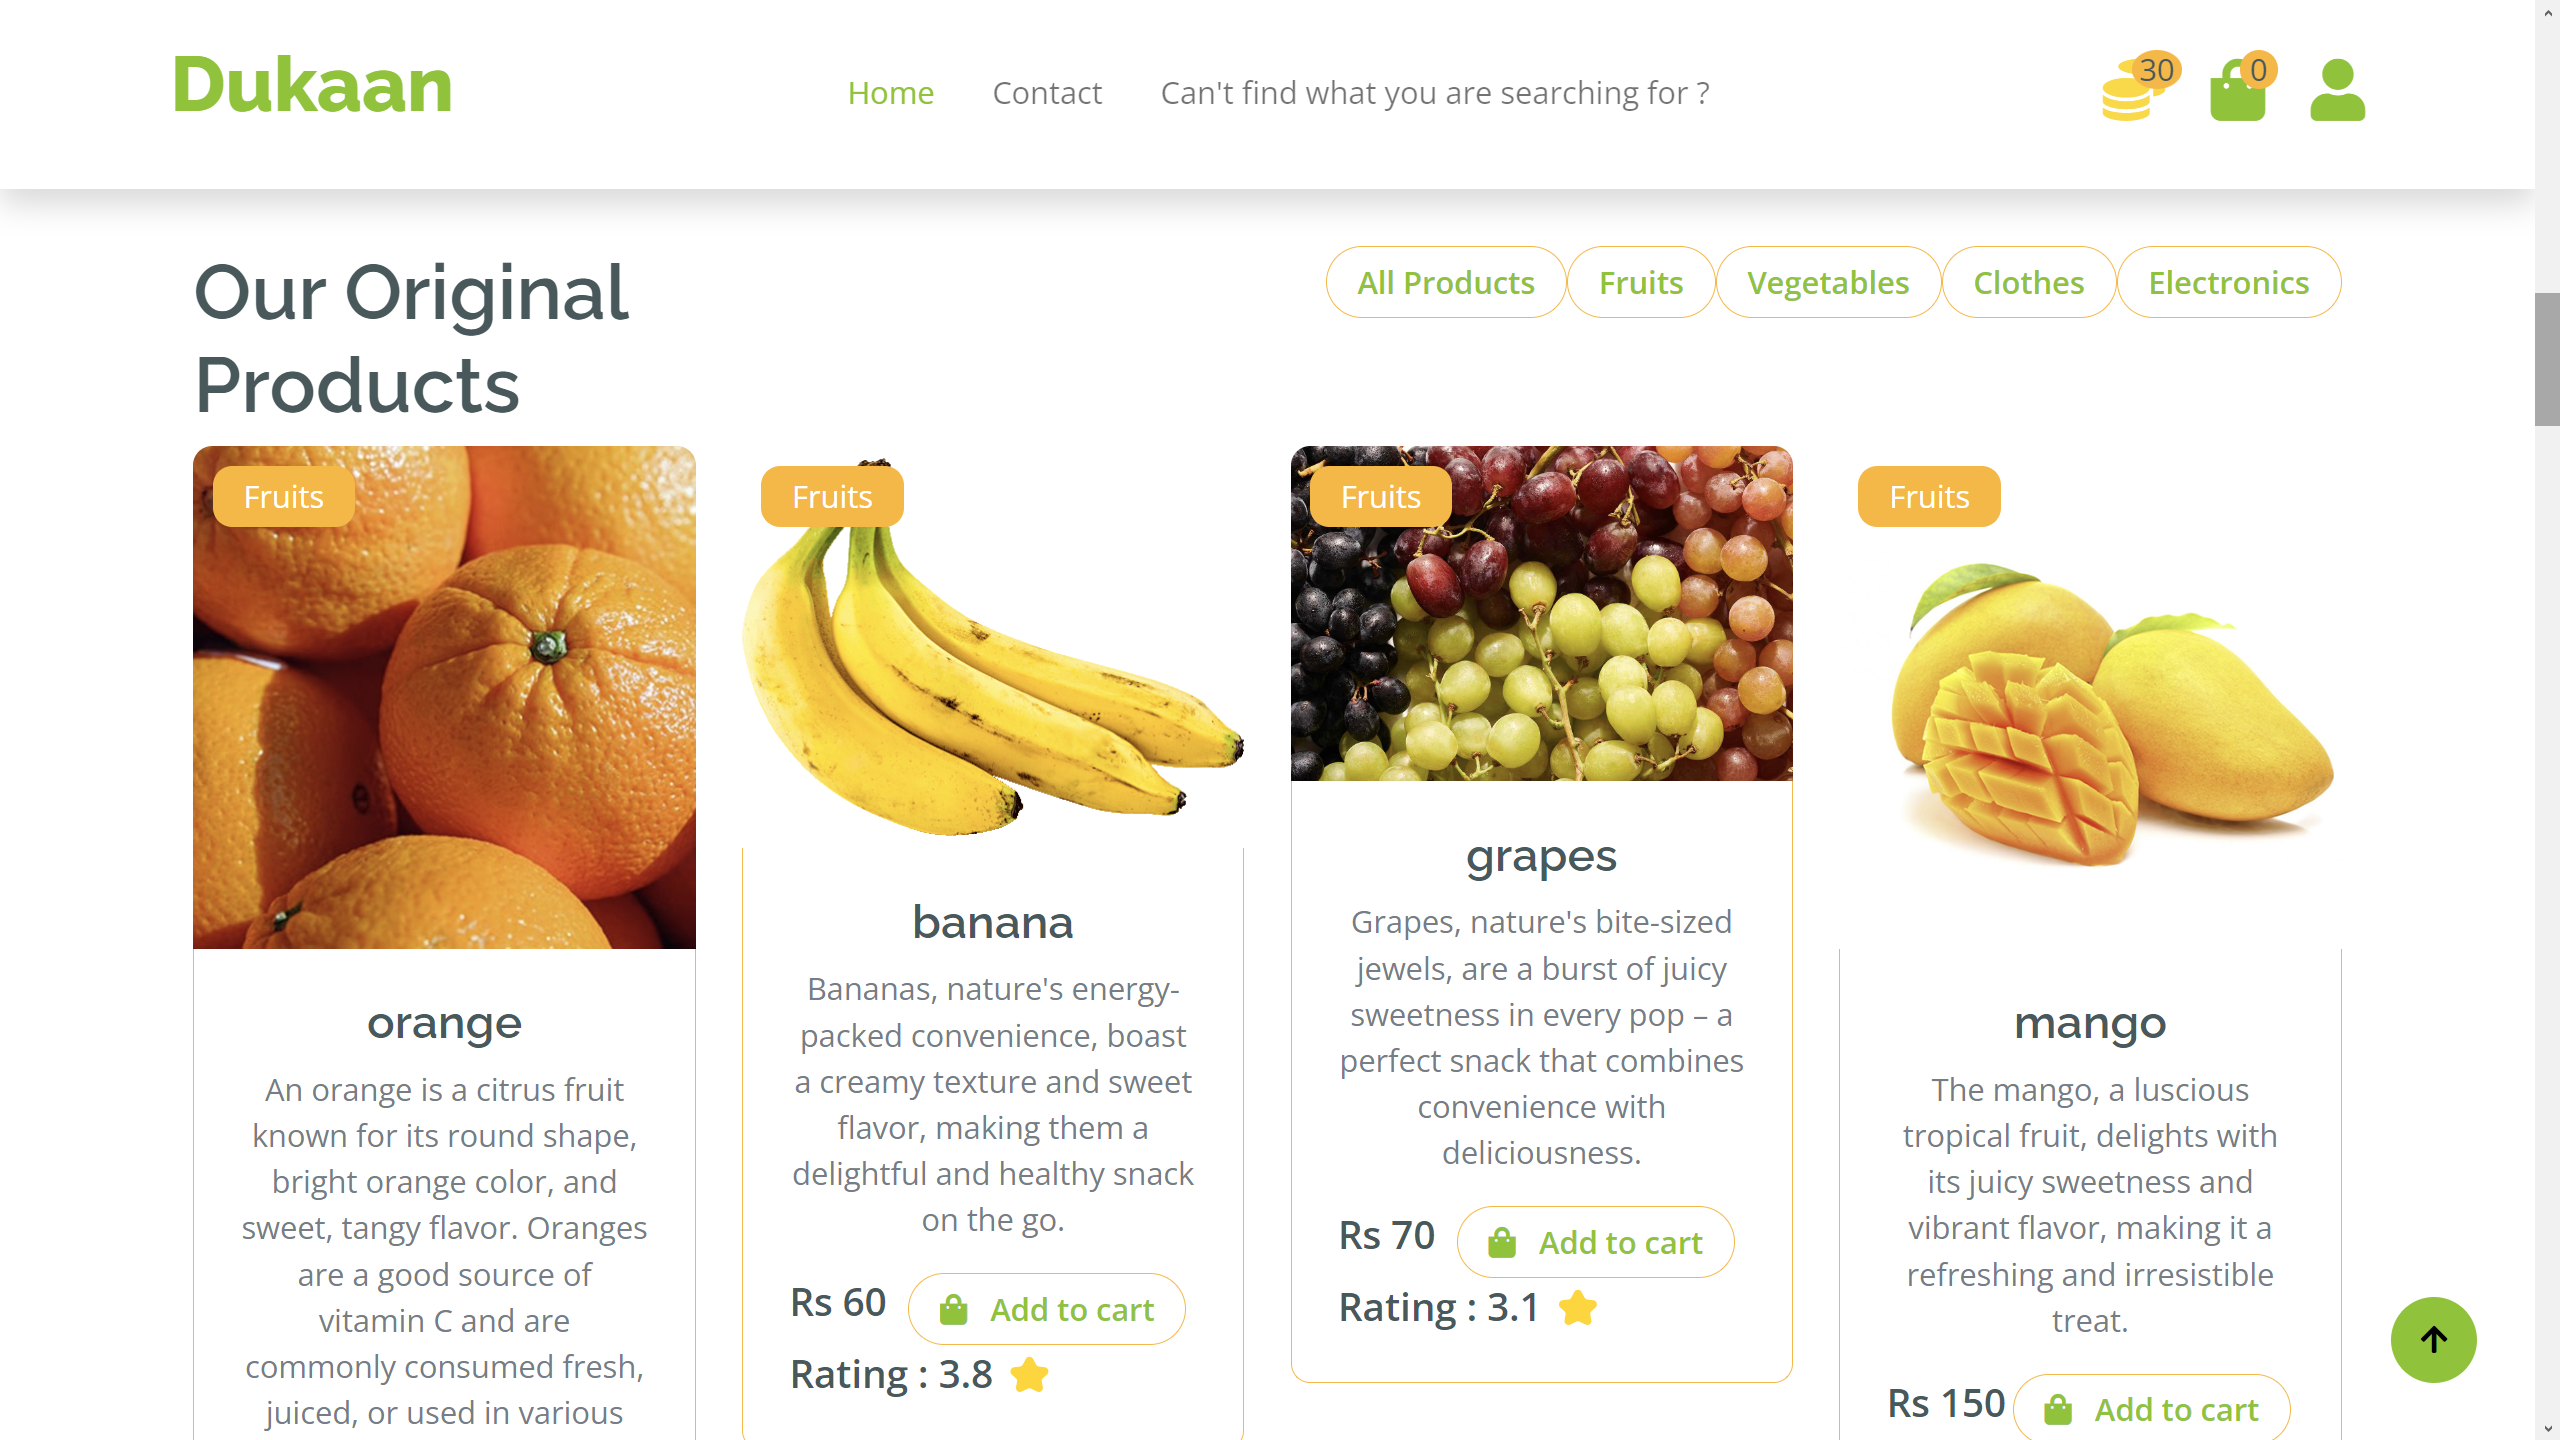 Dukaan
Home
Contact
Can't find what you are searching for ?
30
0
Our Original
Products
All Products
Fruits
Vegetables
Clothes
Electronics
Fruits
orange
An orange is a citrus fruit
known for its round shape,
bright orange color, and
sweet, tangy flavor. Oranges
are a good source of
vitamin C and are
commonly consumed fresh,
juiced, or used in various
Fruits
banana
Bananas, nature's energy-
packed convenience, boast
a creamy texture and sweet
flavor, making them a
delightful and healthy snack
on the go.
Rs 60
Add to cart
Rating : 3.8
Fruits
grapes
Grapes, nature's bite-sized
jewels, are a burst of juicy
sweetness in every pop – a
perfect snack that combines
convenience with
deliciousness.
Rs 70
Add to cart
Rating : 3.1
Fruits
mango
The mango, a luscious
tropical fruit, delights with
its juicy sweetness and
vibrant flavor, making it a
refreshing and irresistible
treat.
Rs 150
Add to cart